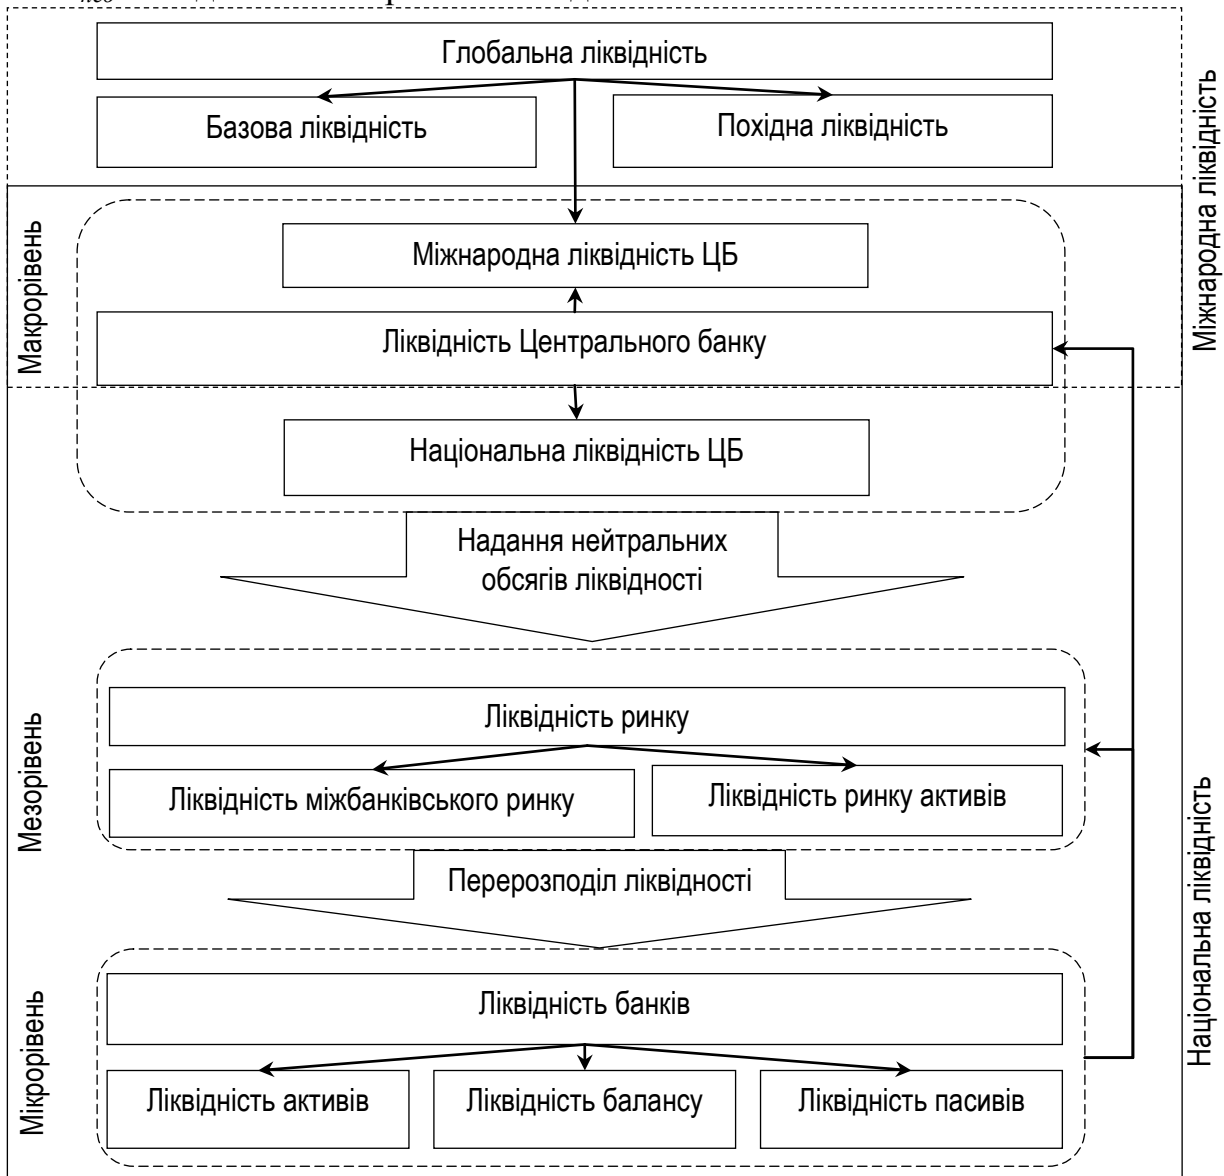 Глобальна ліквідність
Базова ліквідність
Похідна ліквідність
Міжнародна ліквідність
Макрорівень
Міжнародна ліквідність ЦБ
Ліквідність Центрального банку
Національна ліквідність ЦБ
Надання нейтральних
обсягів ліквідності
Мезорівень
Ліквідність ринку
Ліквідність міжбанківського ринку
Ліквідність ринку активів
Перерозподіл ліквідності
Національна ліквідність
Мікрорівень
Ліквідність банків
Ліквідність активів
Ліквідність балансу
Ліквідність пасивів